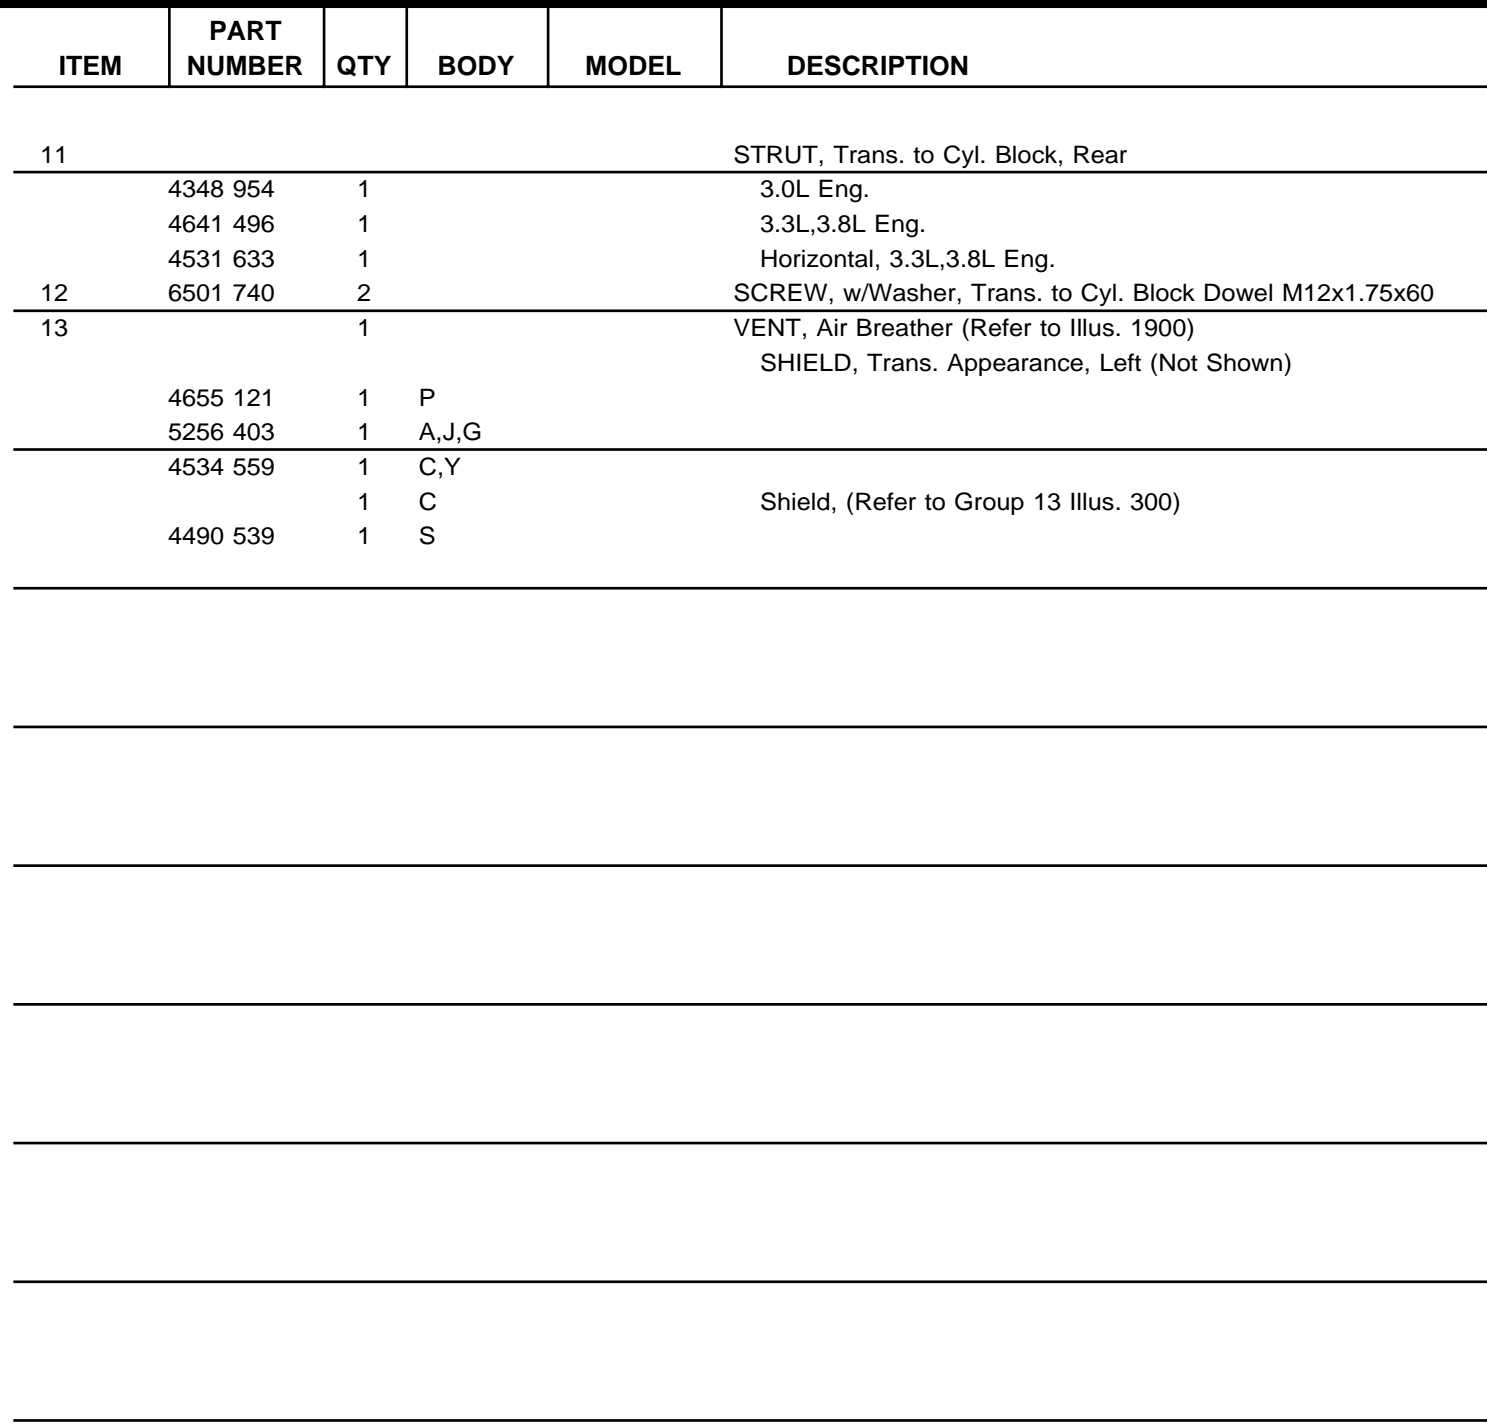 PART
ITEM NUMBER QTY BODY MODEL DESCRIPTION
11 STRUT, Trans. to Cyl. Block, Rear
4348 954 1 3.0L Eng.
4641 496 1 3.3L,3.8L Eng.
4531 633 1 Horizontal, 3.3L,3.8L Eng.
12 6501 740 2 SCREW, w/Washer, Trans. to Cyl. Block Dowel M12x1.75x60
13 1 VENT, Air Breather (Refer to Illus. 1900)
SHIELD, Trans. Appearance, Left (Not Shown)
4655 121 1 P
5256 403 1 A,J,G
4534 559 1 C,Y
1 C Shield, (Refer to Group 13 Illus. 300)
4490 539 1 S